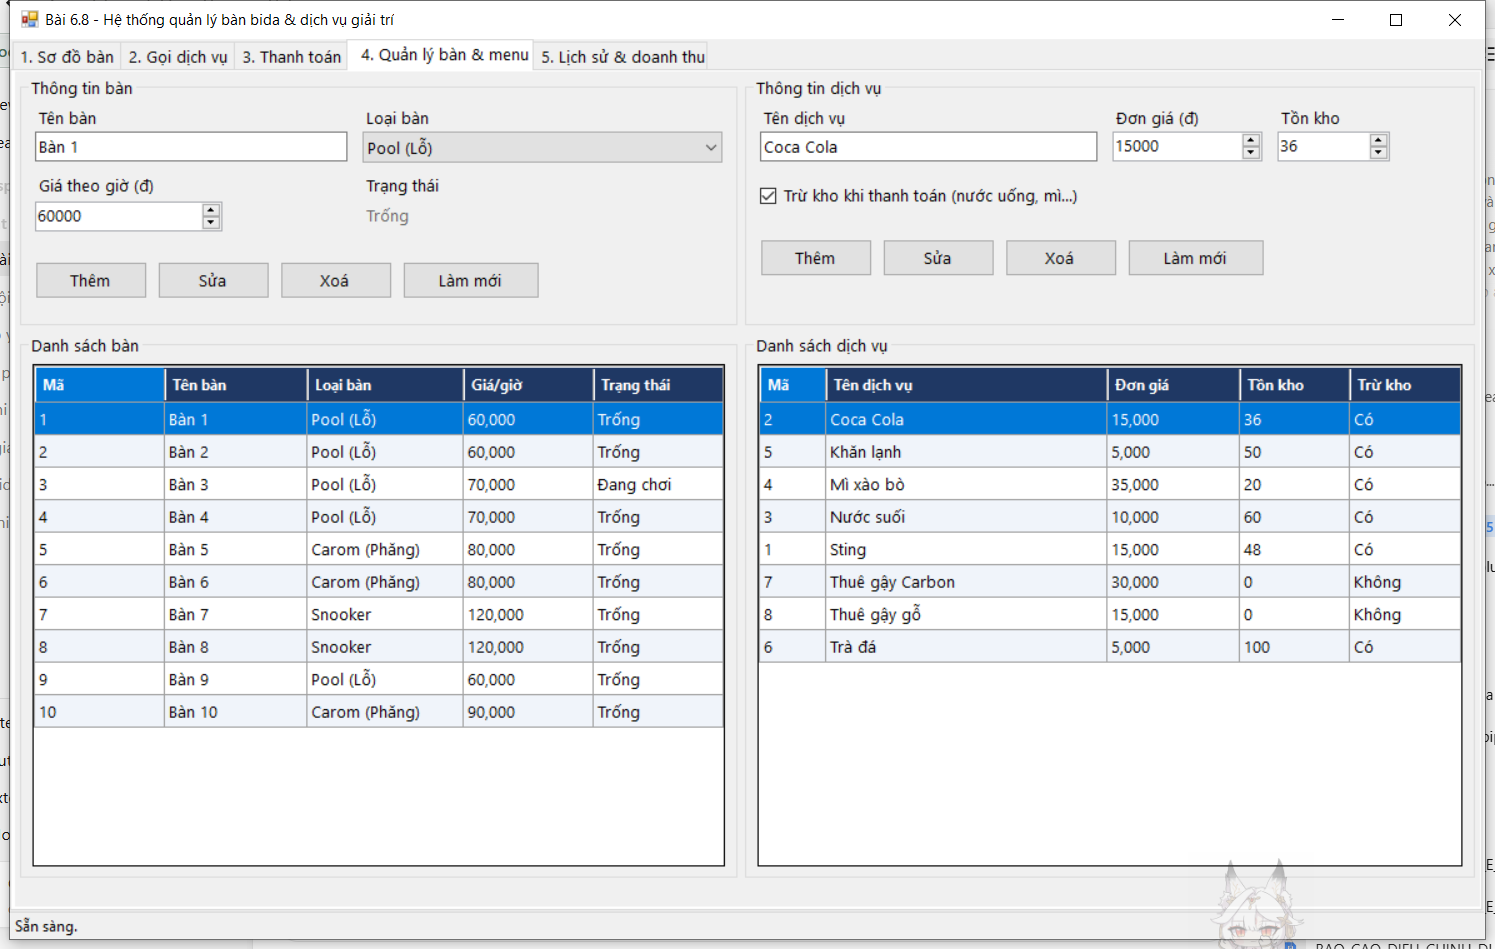 Bài 6.8 - Hệ thống quản lý bàn bida & dịch vụ giải trí
1. Sơ đồ bàn 2. Gọi dịch vụ 3. Thanh toán 4. Quản lý bàn & menu 5. Lịch sử & doanh thu
Thông tin bàn
Tên bàn Loại bàn
Bàn 1 Pool (Lỗ)
Giá theo giờ (đ) Trạng thái
60000 Trống
Thêm Sửa Xoá Làm mới
Thông tin dịch vụ
Tên dịch vụ Đơn giá (đ) Tồn kho
Coca Cola 15000 36
Trừ kho khi thanh toán (nước uống, mì...)
Thêm Sửa Xoá Làm mới
Danh sách bàn
Mã Tên bàn Loại bàn Giá/giờ Trạng thái
1 Bàn 1 Pool (Lỗ) 60,000 Trống
2 Bàn 2 Pool (Lỗ) 60,000 Trống
3 Bàn 3 Pool (Lỗ) 70,000 Đang chơi
4 Bàn 4 Pool (Lỗ) 70,000 Trống
5 Bàn 5 Carom (Phăng) 80,000 Trống
6 Bàn 6 Carom (Phăng) 80,000 Trống
7 Bàn 7 Snooker 120,000 Trống
8 Bàn 8 Snooker 120,000 Trống
9 Bàn 9 Pool (Lỗ) 60,000 Trống
10 Bàn 10 Carom (Phăng) 90,000 Trống
Danh sách dịch vụ
Mã Tên dịch vụ Đơn giá Tồn kho Trừ kho
2 Coca Cola 15,000 36 Có
5 Khăn lạnh 5,000 50 Có
4 Mì xào bò 35,000 20 Có
3 Nước suối 10,000 60 Có
1 Sting 15,000 48 Có
7 Thuê gậy Carbon 30,000 0 Không
8 Thuê gậy gỗ 15,000 0 Không
6 Trà đá 5,000 100 Có
Sẵn sàng.